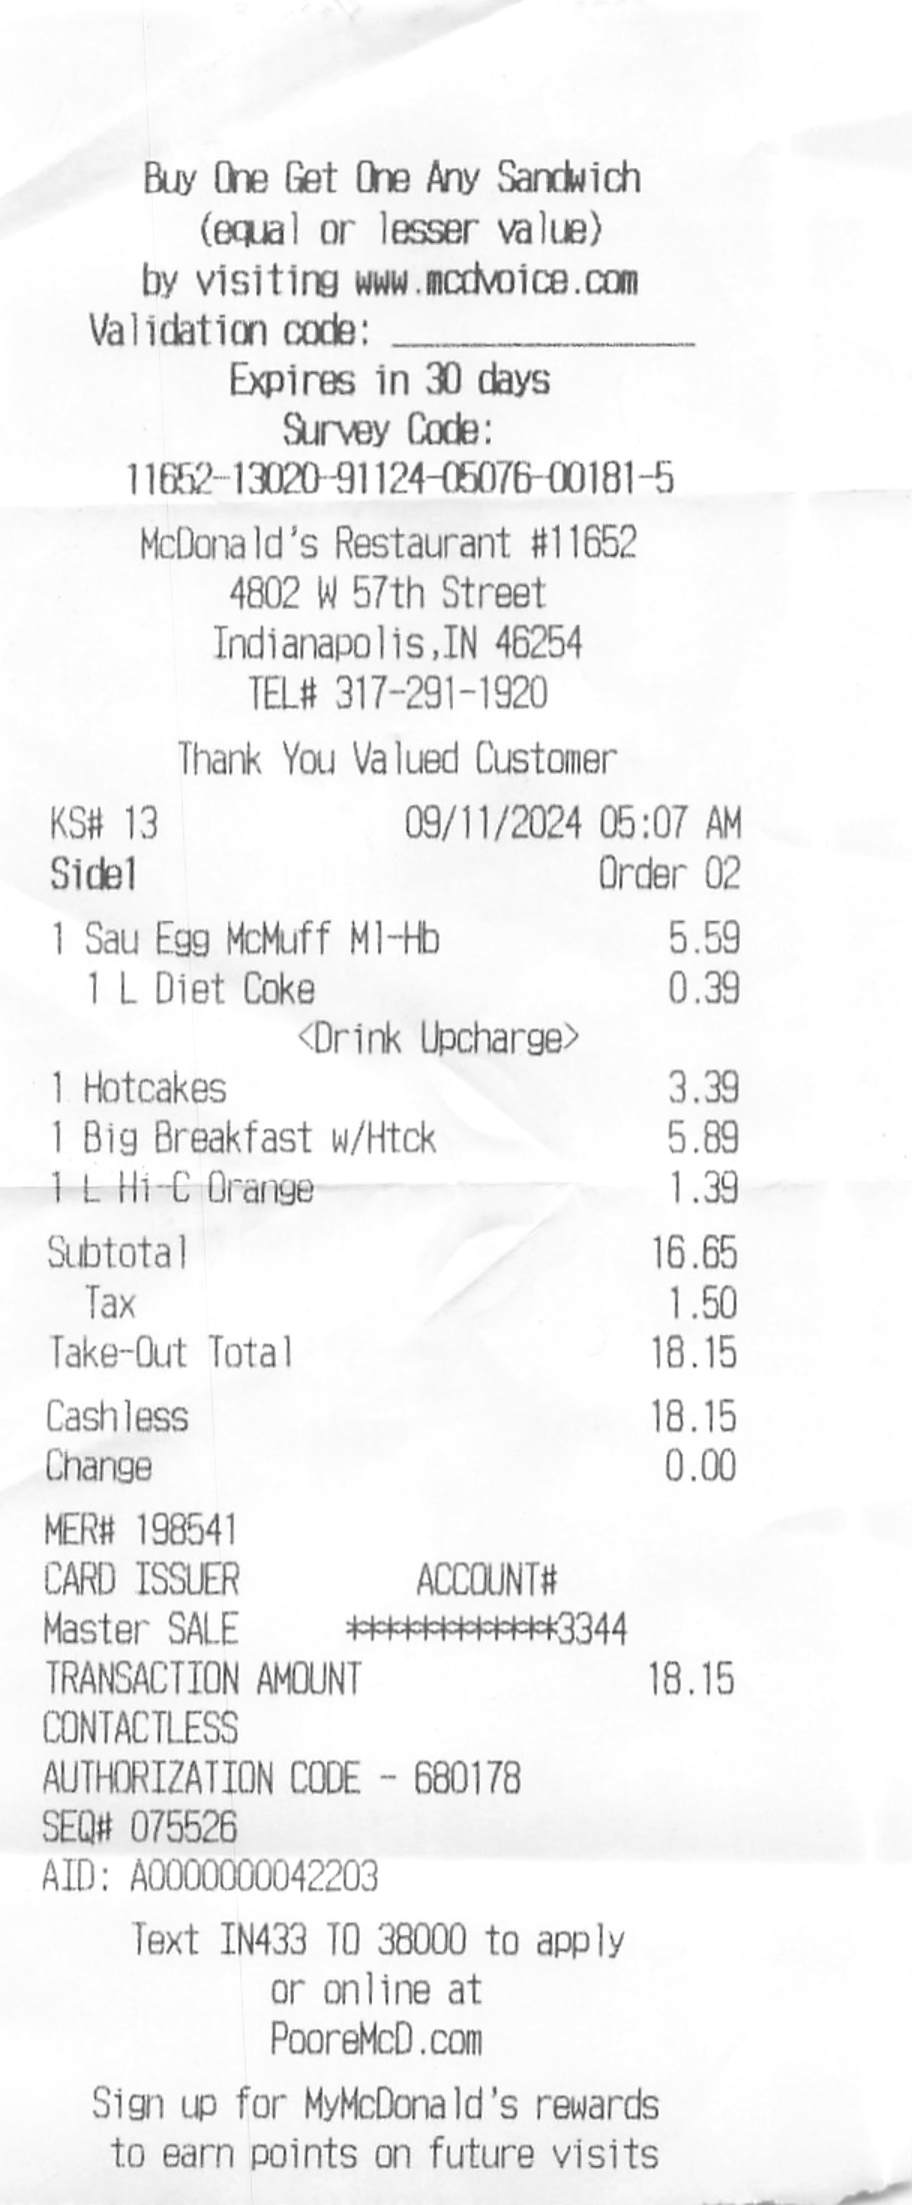 Buy One Get One Any Sandwich
(equal or lesser value)
by visiting www.mcdvoice.com
Validation code: _______________
Expires in 30 days
Survey Code:
11652-13020-91124-05076-00181-5
McDonald's Restaurant #11652
4802 W 57th Street
Indianapolis,IN 46254
TEL# 317-291-1920
Thank You Valued Customer
KS# 13 09/11/2024 05:07 AM
Side1 Order 02
1 Sau Egg McMuff Ml-Hb 5.59
1 L Diet Coke 0.39
<Drink Upcharge>
1 Hotcakes 3.39
1 Big Breakfast w/Htck 5.89
1 L Hi-C Orange 1.39
Subtotal 16.65
Tax 1.50
Take-Out Total 18.15
Cashless 18.15
Change 0.00
MER# 198541
CARD ISSUER ACCOUNT#
Master SALE ************3344
TRANSACTION AMOUNT 18.15
CONTACTLESS
AUTHORIZATION CODE - 680178
SEQ# 075526
AID: A0000000042203
Text IN433 TO 38000 to apply
or online at
PooreMcD.com
Sign up for MyMcDonald's rewards
to earn points on future visits